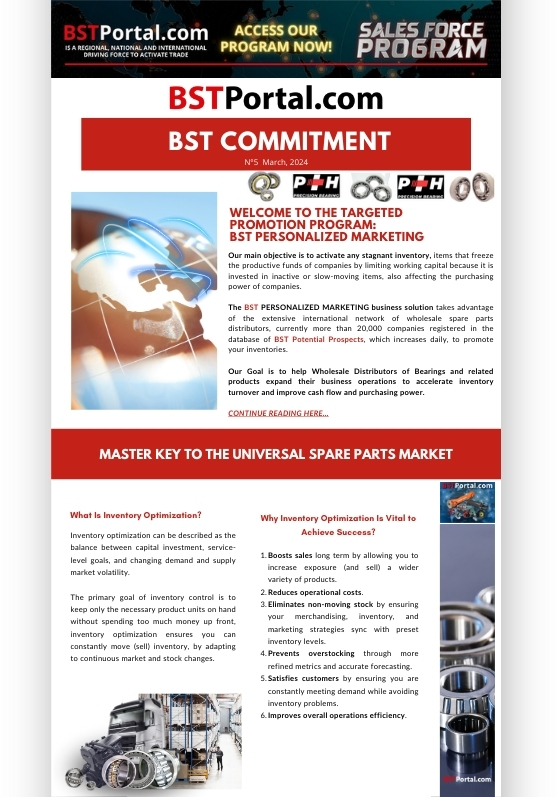 BSTPortal.com
IS A REGIONAL, NATIONAL AND INTERNATIONAL
DRIVING FORCE TO ACTIVATE TRADE
ACCESS OUR
PROGRAM NOW!
SALES FORCE
PROGRAM
BSTPortal.com
BST COMMITMENT
N°5 March, 2024
PTH
PRECISION BEARING
PTH
PRECISION BEARING
WELCOME TO THE TARGETED
PROMOTION PROGRAM:
BST PERSONALIZED MARKETING
Our main objective is to activate any stagnant inventory, items that freeze
the productive funds of companies by limiting working capital because it is
invested in inactive or slow-moving items, also affecting the purchasing
power of companies.
The BST PERSONALIZED MARKETING business solution takes advantage
of the extensive international network of wholesale spare parts
distributors, currently more than 20,000 companies registered in the
database of BST Potential Prospects, which increases daily, to promote
your inventories.
Our Goal is to help Wholesale Distributors of Bearings and related
products expand their business operations to accelerate inventory
turnover and improve cash flow and purchasing power.
CONTINUE READING HERE...
MASTER KEY TO THE UNIVERSAL SPARE PARTS MARKET
BSTPortal.com
What Is Inventory Optimization?
Inventory optimization can be described as the
balance between capital investment, service-
level goals, and changing demand and supply
market volatility.
The primary goal of inventory control is to
keep only the necessary product units on hand
without spending too much money up front,
inventory optimization ensures you can
constantly move (sell) inventory, by adapting
to continuous market and stock changes.
Why Inventory Optimization Is Vital to
Achieve Success?
1. Boosts sales long term by allowing you to
increase exposure (and sell) a wider
variety of products.
2. Reduces operational costs.
3. Eliminates non-moving stock by ensuring
your merchandising, inventory, and
marketing strategies sync with preset
inventory levels.
4. Prevents overstocking through more
refined metrics and accurate forecasting.
5. Satisfies customers by ensuring you are
constantly meeting demand while avoiding
inventory problems.
6. Improves overall operations efficiency.
BSTPortal.com